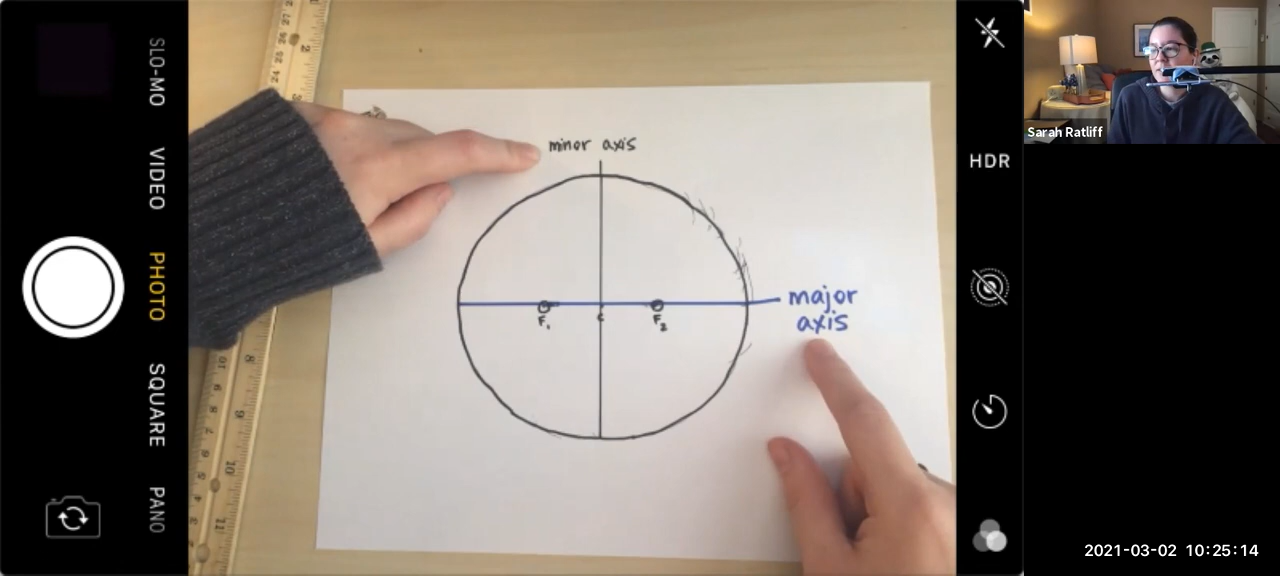 SLO-MO
VIDEO
PHOTO
SQUARE
PANO
minor axis
F₁
c
F₂
major
axis
HDR
Sarah Ratliff
2021-03-02 10:25:14